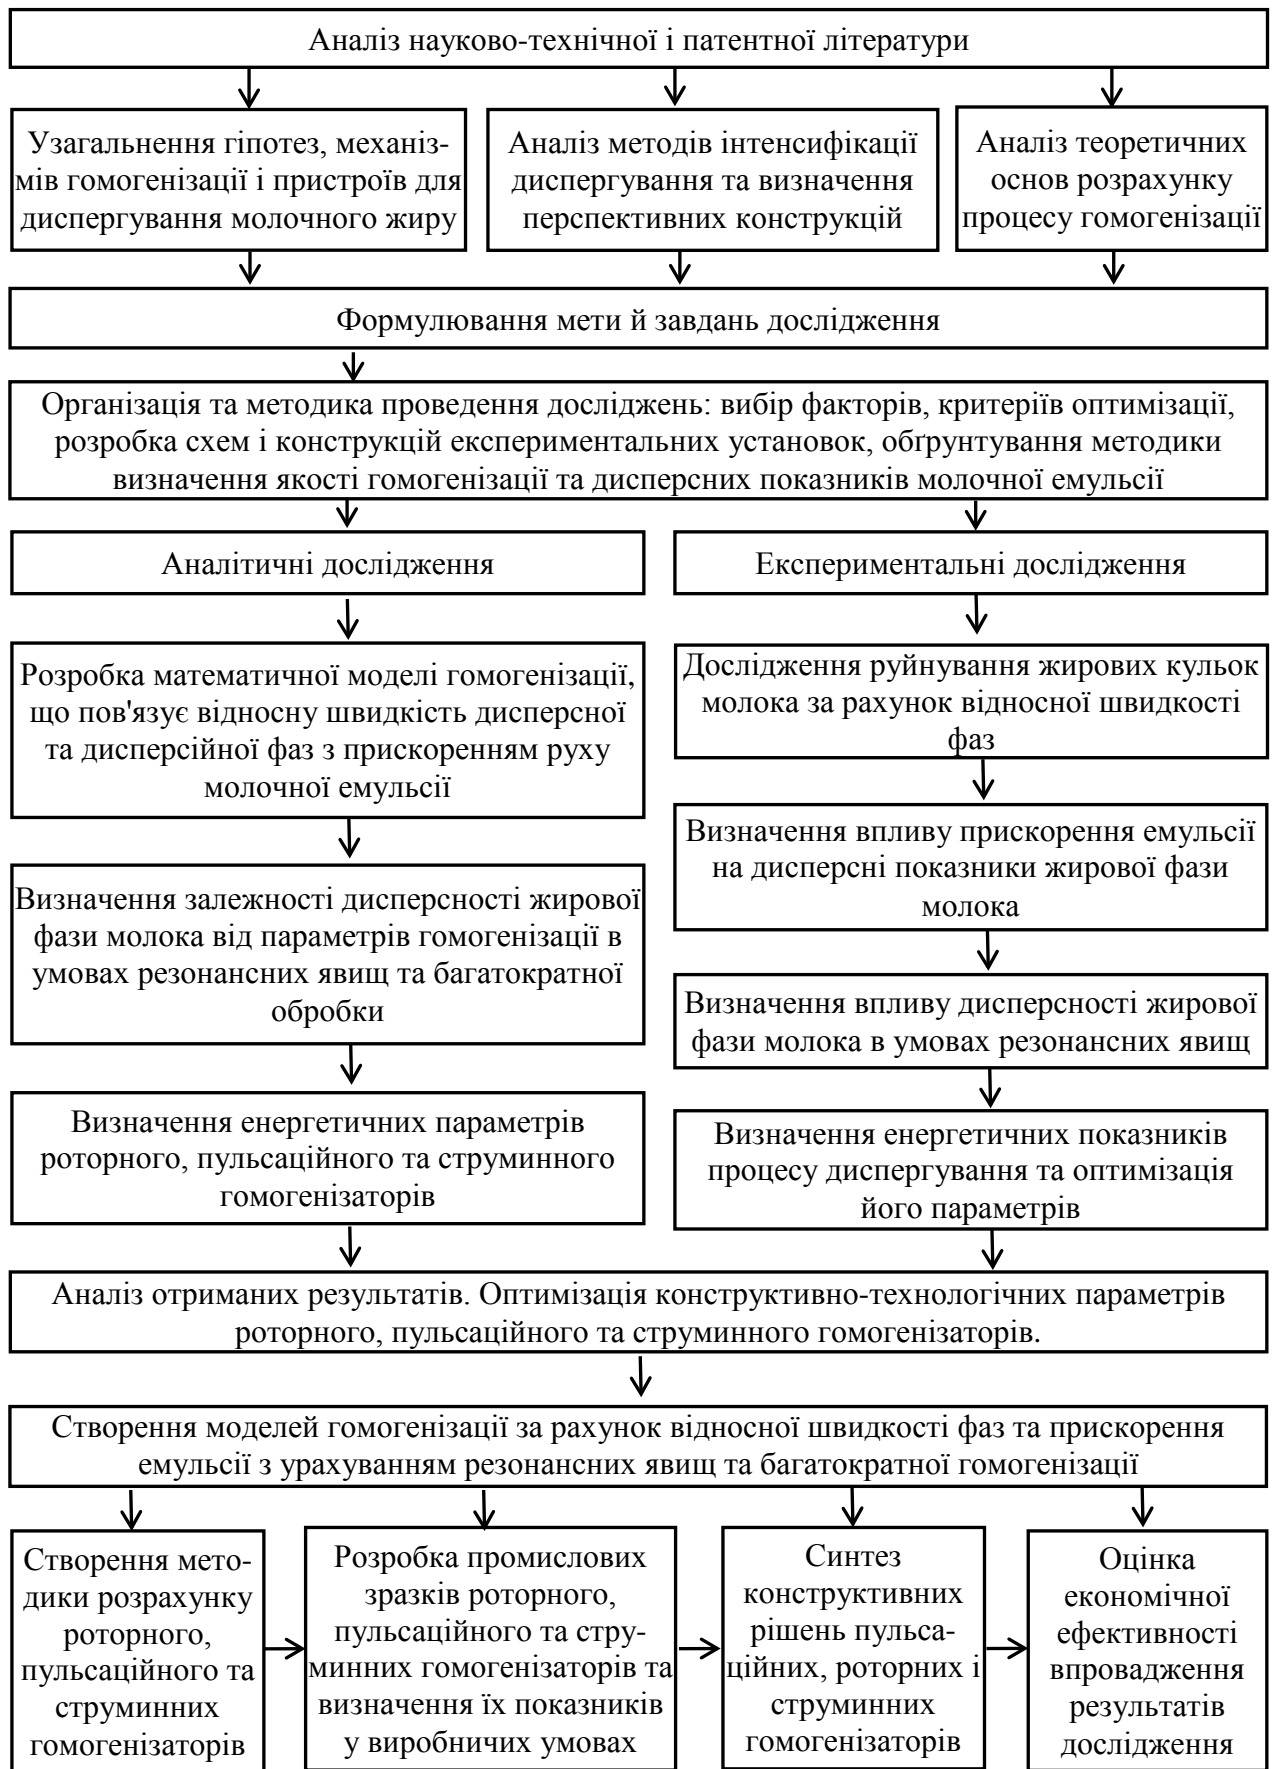 Аналіз науково-технічної і патентної літератури
Узагальнення гіпотез, механіз-
мів гомогенізації і пристроїв для
диспергування молочного жиру
Аналіз методів інтенсифікації
диспергування та визначення
перспективних конструкцій
Аналіз теоретичних
основ розрахунку
процесу гомогенізації
Формулювання мети й завдань дослідження
Організація та методика проведення досліджень: вибір факторів, критеріїв оптимізації,
розробка схем і конструкцій експериментальних установок, обґрунтування методики
визначення якості гомогенізації та дисперсних показників молочної емульсії
Аналітичні дослідження
Розробка математичної моделі гомогенізації,
що пов'язує відносну швидкість дисперсної
та дисперсійної фаз з прискоренням руху
молочної емульсії
Визначення залежності дисперсності жирової
фази молока від параметрів гомогенізації в
умовах резонансних явищ та багатократної
обробки
Визначення енергетичних параметрів
роторного, пульсаційного та струминного
гомогенізаторів
Експериментальні дослідження
Дослідження руйнування жирових кульок
молока за рахунок відносної швидкості
фаз
Визначення впливу прискорення емульсії
на дисперсні показники жирової фази
молока
Визначення впливу дисперсності жирової
фази молока в умовах резонансних явищ
Визначення енергетичних показників
процесу диспергування та оптимізація
його параметрів
Аналіз отриманих результатів. Оптимізація конструктивно-технологічних параметрів
роторного, пульсаційного та струминного гомогенізаторів.
Створення моделей гомогенізації за рахунок відносної швидкості фаз та прискорення
емульсії з урахуванням резонансних явищ та багатократної гомогенізації
Створення мето-
дики розрахунку
роторного,
пульсаційного та
струминних
гомогенізаторів
Розробка промислових
зразків роторного,
пульсаційного та стру-
минних гомогенізаторів та
визначення їх показників
у виробничих умовах
Синтез
конструктивних
рішень пульса-
ційних, роторних і
струминних
гомогенізаторів
Оцінка
економічної
ефективності
впровадження
результатів
дослідження